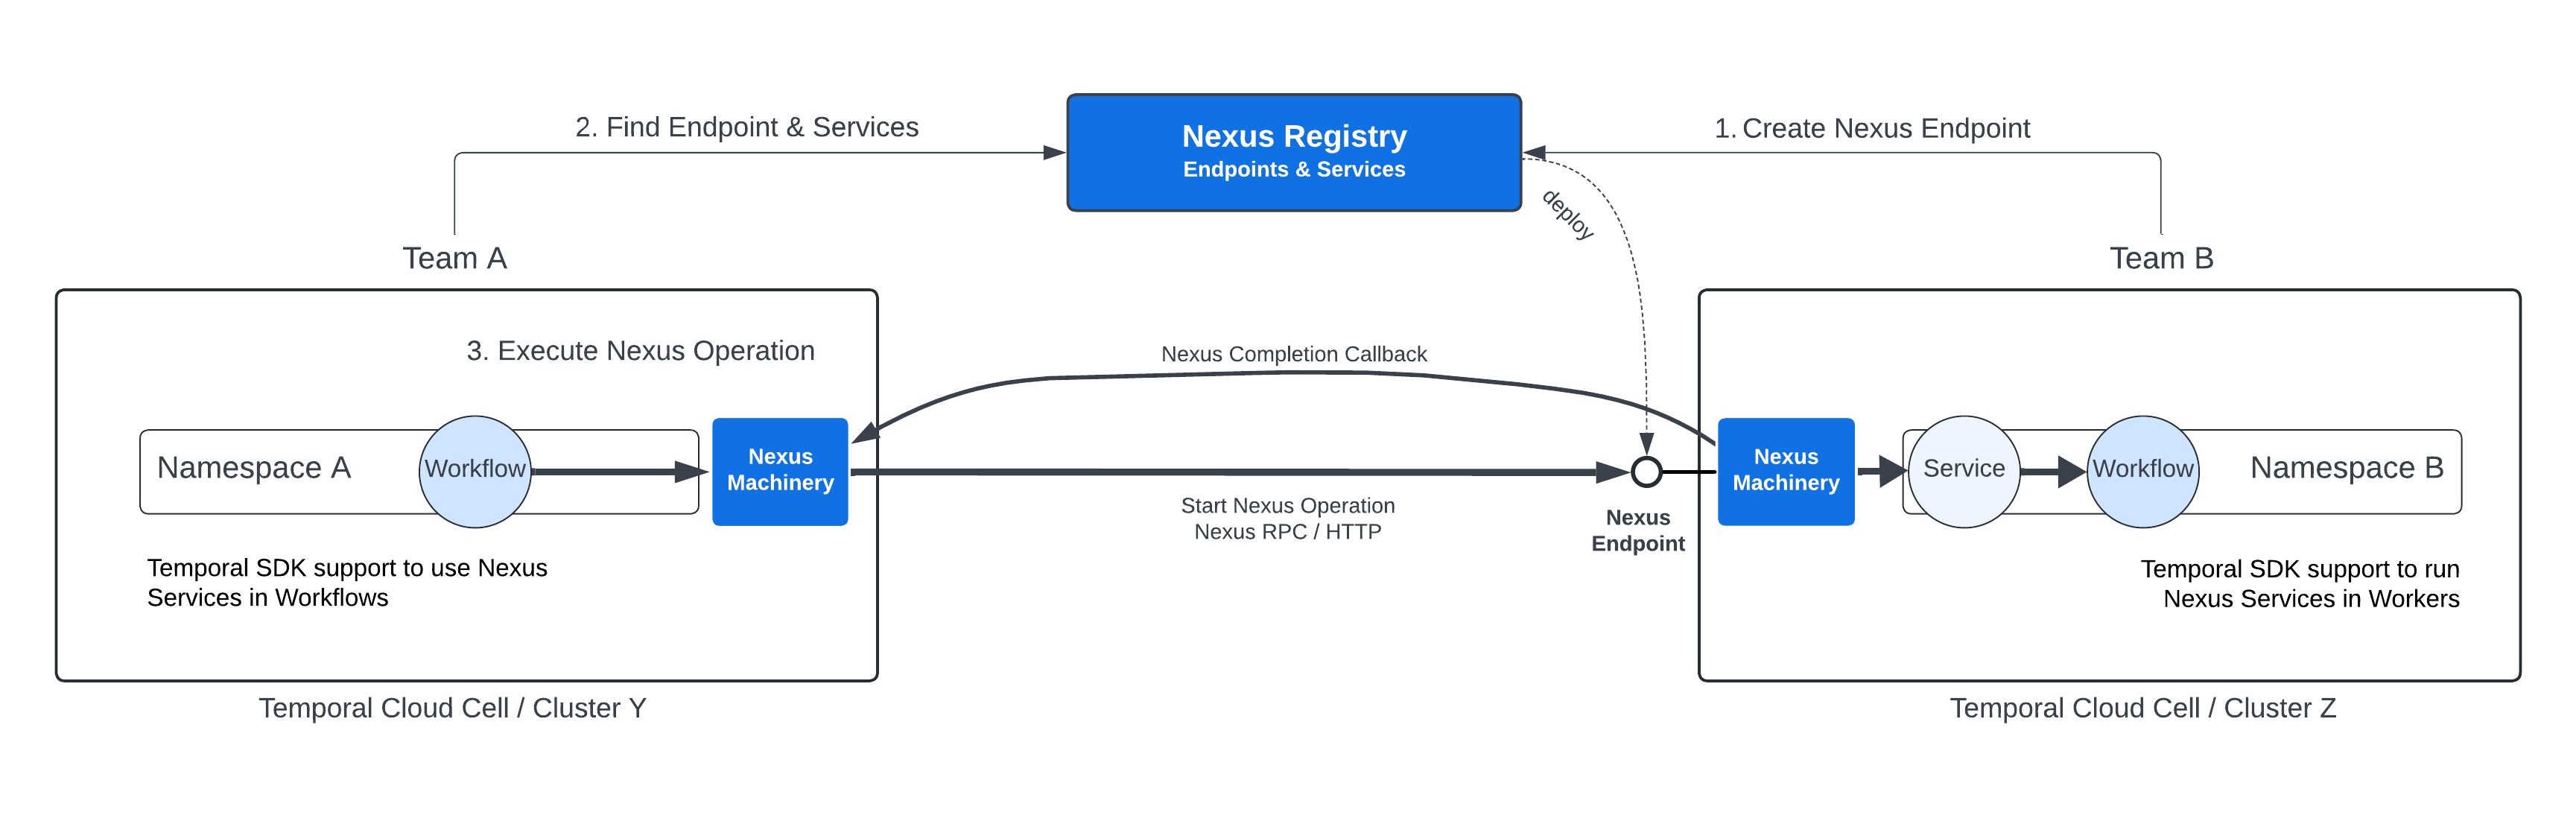 2. Find Endpoint & Services
Nexus Registry
Endpoints & Services
1. Create Nexus Endpoint
deploy
Team A
Team B
3. Execute Nexus Operation
Nexus Completion Callback
Namespace A
Workflow
Nexus
Machinery
Start Nexus Operation
Nexus RPC / HTTP
Nexus
Endpoint
Nexus
Machinery
Service
Workflow
Namespace B
Temporal SDK support to use Nexus
Services in Workflows
Temporal SDK support to run
Nexus Services in Workers
Temporal Cloud Cell / Cluster Y
Temporal Cloud Cell / Cluster Z